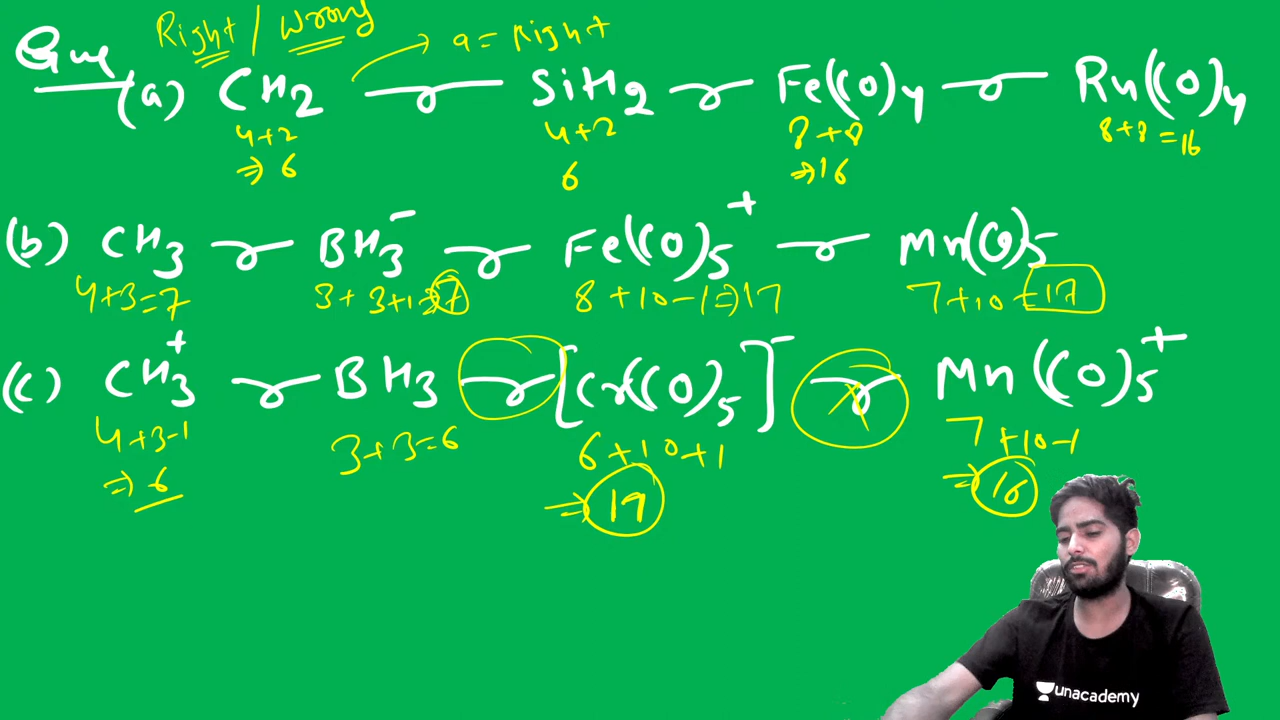 Que Right / Wrong → a = Right
(a) CH2 SiH2 Fe(CO)4 Ru(CO)4
4+2 4+2 8+8 8+8 = 16
⇒ 6 6 ⇒ 16
(b) CH3 BH3⁻ Fe(CO)5⁺ Mn(CO)5
4+3=7 3+3+1⇒7 8+10-1⇒17 7+10=17
(c) CH3⁺ BH3 [Cr(CO)5]⁻ Mn(CO)5⁺
4+3-1 3+3=6 6+10+1 7+10-1
⇒ 6 ⇒ 17 ⇒ 16
unacademy